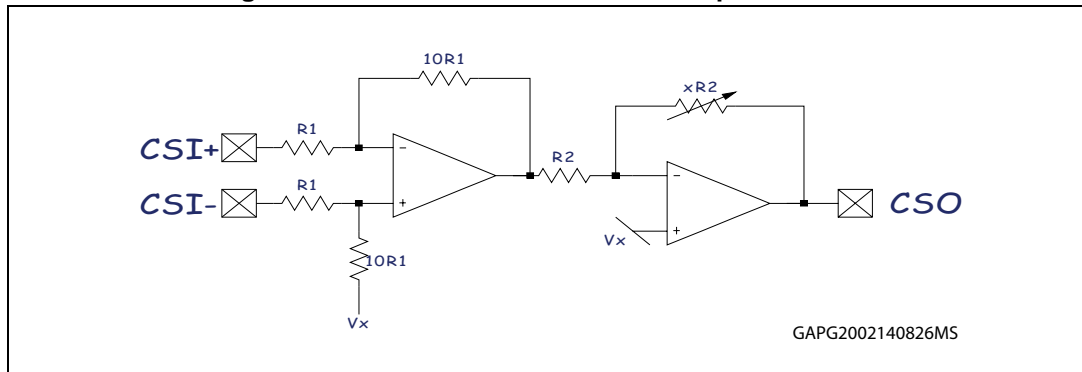 10R1
xR2
CSI+
R1
R2
CSI-
R1
CSO
Vx
10R1
Vx
GAPG2002140826MS